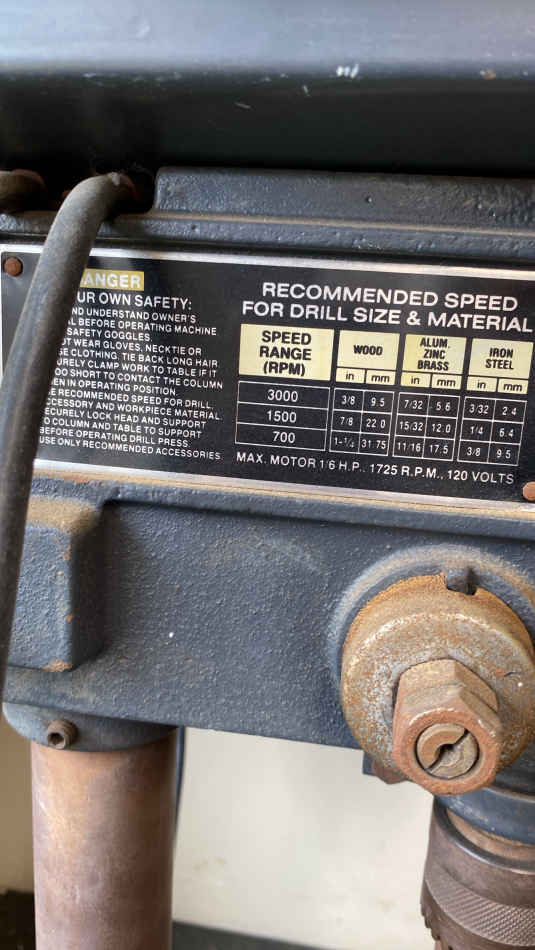 ANGER
UR OWN SAFETY:
ND UNDERSTAND OWNER'S
AL BEFORE OPERATING MACHINE
SAFETY GOGGLES.
OT WEAR GLOVES, NECKTIE OR
SE CLOTHING. TIE BACK LONG HAIR
URELY CLAMP WORK TO TABLE IF IT
OO SHORT TO CONTACT THE COLUMN
EN IN OPERATING POSITION.
E RECOMMENDED SPEED FOR DRILL,
CCESSORY AND WORKPIECE MATERIAL.
ECURELY LOCK HEAD AND SUPPORT
TO COLUMN AND TABLE TO SUPPORT
BEFORE OPERATING DRILL PRESS.
USE ONLY RECOMMENDED ACCESSORIES
RECOMMENDED SPEED
FOR DRILL SIZE & MATERIAL
SPEED RANGE (RPM) WOOD ALUM. ZINC BRASS IRON STEEL
in mm in mm in mm
3000 3/8 9.5 7/32 5.6 3/32 2.4
1500 7/8 22.0 15/32 12.0 1/4 6.4
700 1-1/4 31.75 11/16 17.5 3/8 9.5
MAX. MOTOR 1/6 H.P., 1725 R.P.M., 120 VOLTS